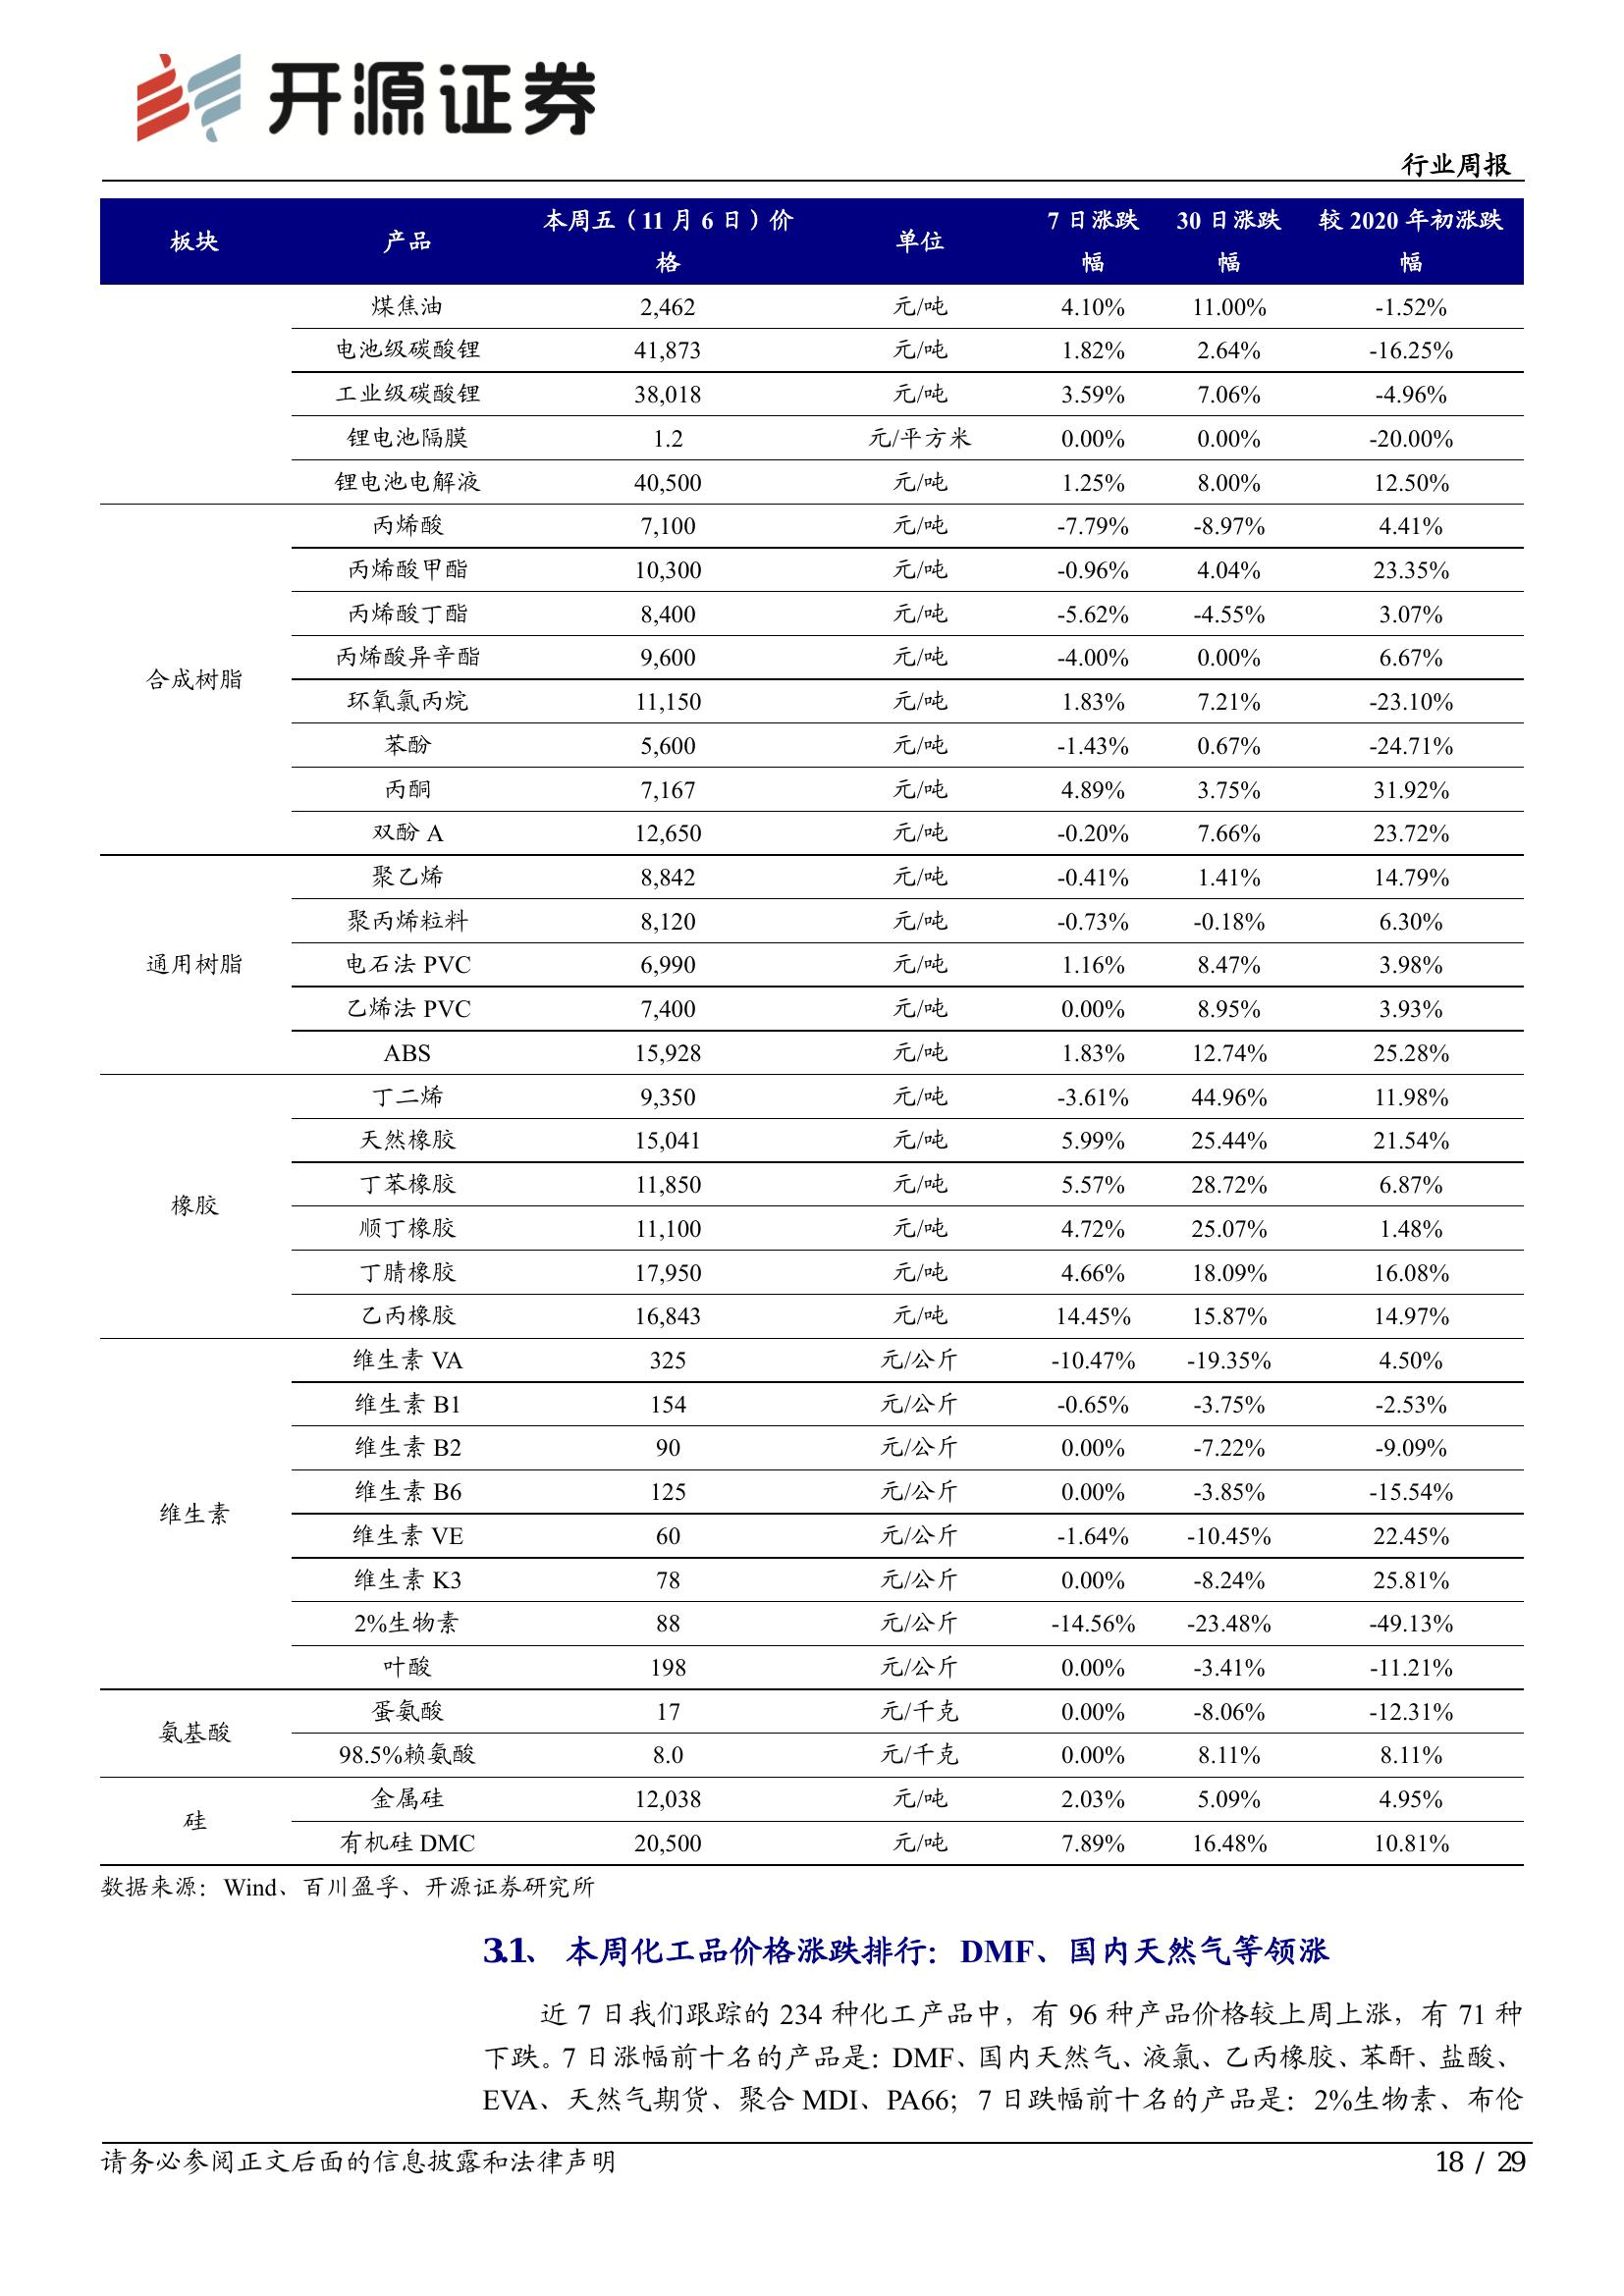 开源证券
行业周报
板块 产品 本周五（11 月 6 日）价格 单位 7 日涨跌幅 30 日涨跌幅 较 2020 年初涨跌幅
煤焦油 2,462 元/吨 4.10% 11.00% -1.52%
电池级碳酸锂 41,873 元/吨 1.82% 2.64% -16.25%
工业级碳酸锂 38,018 元/吨 3.59% 7.06% -4.96%
锂电池隔膜 1.2 元/平方米 0.00% 0.00% -20.00%
锂电池电解液 40,500 元/吨 1.25% 8.00% 12.50%
合成树脂 丙烯酸 7,100 元/吨 -7.79% -8.97% 4.41%
丙烯酸甲酯 10,300 元/吨 -0.96% 4.04% 23.35%
丙烯酸丁酯 8,400 元/吨 -5.62% -4.55% 3.07%
丙烯酸异辛酯 9,600 元/吨 -4.00% 0.00% 6.67%
环氧氯丙烷 11,150 元/吨 1.83% 7.21% -23.10%
苯酚 5,600 元/吨 -1.43% 0.67% -24.71%
丙酮 7,167 元/吨 4.89% 3.75% 31.92%
双酚 A 12,650 元/吨 -0.20% 7.66% 23.72%
通用树脂 聚乙烯 8,842 元/吨 -0.41% 1.41% 14.79%
聚丙烯粒料 8,120 元/吨 -0.73% -0.18% 6.30%
电石法 PVC 6,990 元/吨 1.16% 8.47% 3.98%
乙烯法 PVC 7,400 元/吨 0.00% 8.95% 3.93%
ABS 15,928 元/吨 1.83% 12.74% 25.28%
橡胶 丁二烯 9,350 元/吨 -3.61% 44.96% 11.98%
天然橡胶 15,041 元/吨 5.99% 25.44% 21.54%
丁苯橡胶 11,850 元/吨 5.57% 28.72% 6.87%
顺丁橡胶 11,100 元/吨 4.72% 25.07% 1.48%
丁腈橡胶 17,950 元/吨 4.66% 18.09% 16.08%
乙丙橡胶 16,843 元/吨 14.45% 15.87% 14.97%
维生素 维生素 VA 325 元/公斤 -10.47% -19.35% 4.50%
维生素 B1 154 元/公斤 -0.65% -3.75% -2.53%
维生素 B2 90 元/公斤 0.00% -7.22% -9.09%
维生素 B6 125 元/公斤 0.00% -3.85% -15.54%
维生素 VE 60 元/公斤 -1.64% -10.45% 22.45%
维生素 K3 78 元/公斤 0.00% -8.24% 25.81%
2%生物素 88 元/公斤 -14.56% -23.48% -49.13%
叶酸 198 元/公斤 0.00% -3.41% -11.21%
氨基酸 蛋氨酸 17 元/千克 0.00% -8.06% -12.31%
98.5%赖氨酸 8.0 元/千克 0.00% 8.11% 8.11%
硅 金属硅 12,038 元/吨 2.03% 5.09% 4.95%
有机硅 DMC 20,500 元/吨 7.89% 16.48% 10.81%
数据来源：Wind、百川盈孚、开源证券研究所
3.1、 本周化工品价格涨跌排行：DMF、国内天然气等领涨
近 7 日我们跟踪的 234 种化工产品中，有 96 种产品价格较上周上涨，有 71 种
下跌。7 日涨幅前十名的产品是：DMF、国内天然气、液氯、乙丙橡胶、苯酐、盐酸、
EVA、天然气期货、聚合 MDI、PA66；7 日跌幅前十名的产品是：2%生物素、布伦
请务必参阅正文后面的信息披露和法律声明 18 / 29